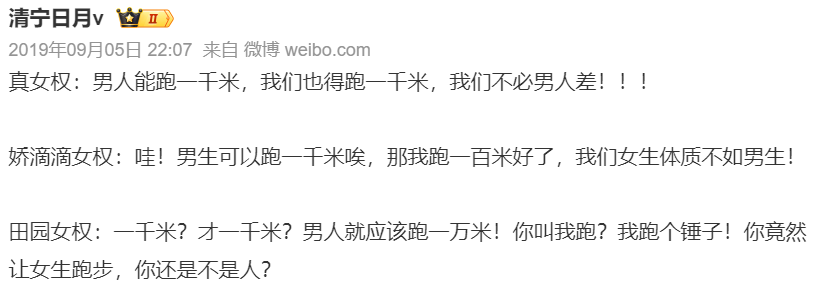 清宁日月v II
2019年09月05日 22:07 来自 微博 weibo.com
真女权：男人能跑一千米，我们也得跑一千米，我们不必男人差！！！
娇滴滴女权：哇！男生可以跑一千米唉，那我跑一百米好了，我们女生体质不如男生！
田园女权：一千米？才一千米？男人就应该跑一万米！你叫我跑？我跑个锤子！你竟然
让女生跑步，你还是不是人？